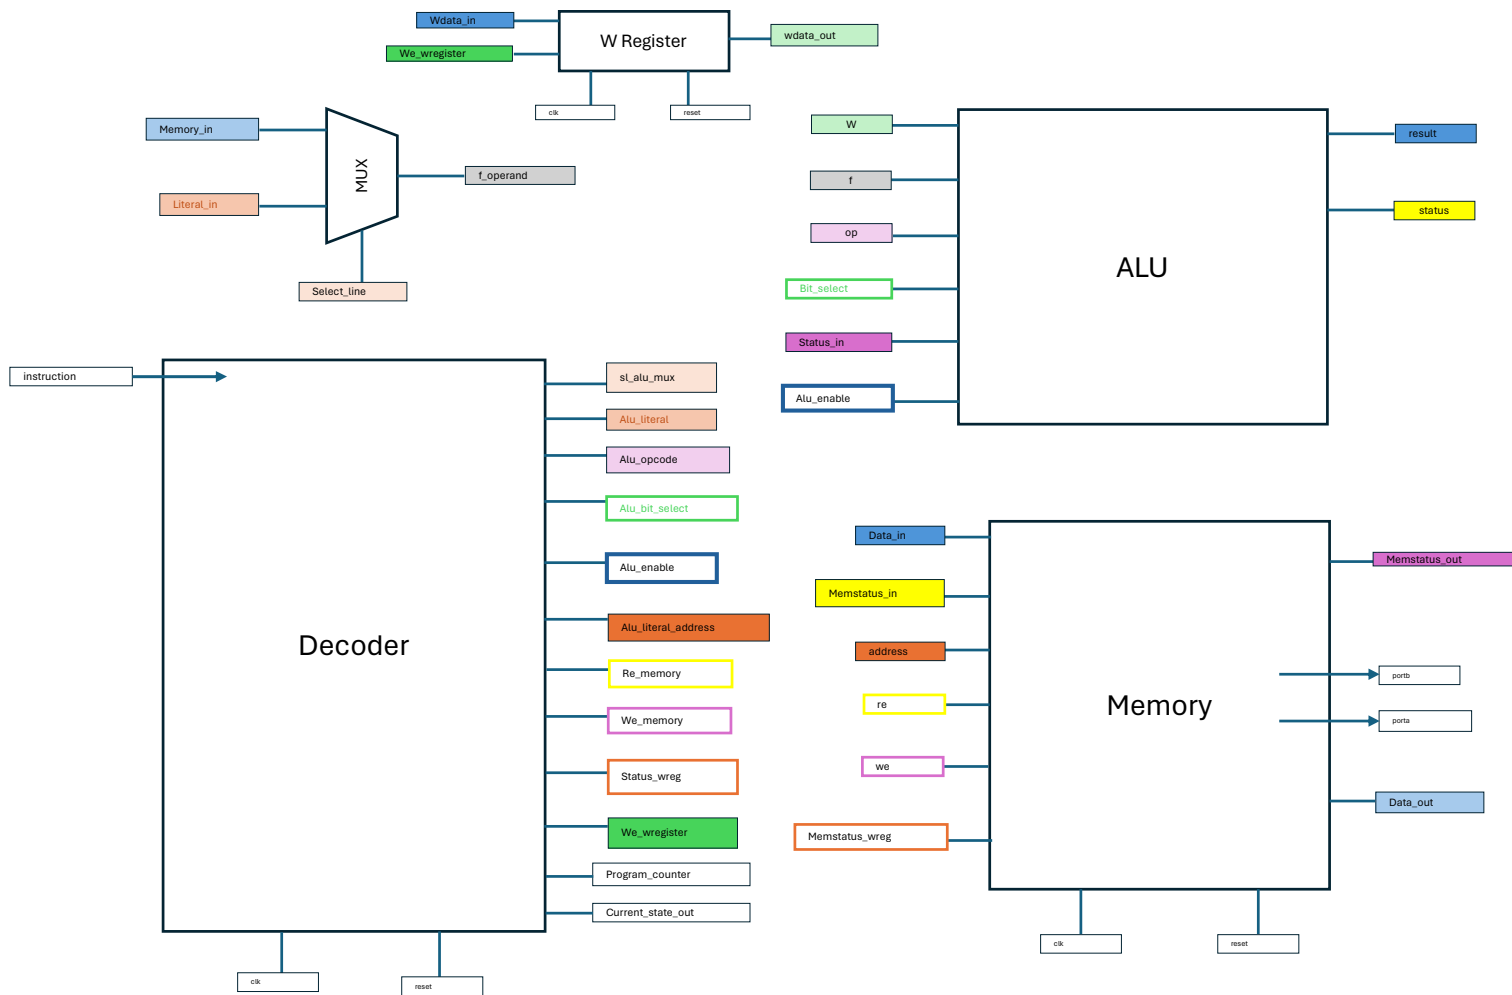 Wdata_in
We_wregister
W Register
wdata_out
clk
reset
Memory_in
Literal_in
MUX
f_operand
Select_line
W
f
op
Bit_select
Status_in
Alu_enable
ALU
result
status
instruction
Decoder
sl_alu_mux
Alu_literal
Alu_opcode
Alu_bit_select
Alu_enable
Alu_literal_address
Re_memory
We_memory
Status_wreg
We_wregister
Program_counter
Current_state_out
clk
reset
Data_in
Memstatus_in
address
re
we
Memstatus_wreg
Memory
Memstatus_out
portb
porta
Data_out
clk
reset